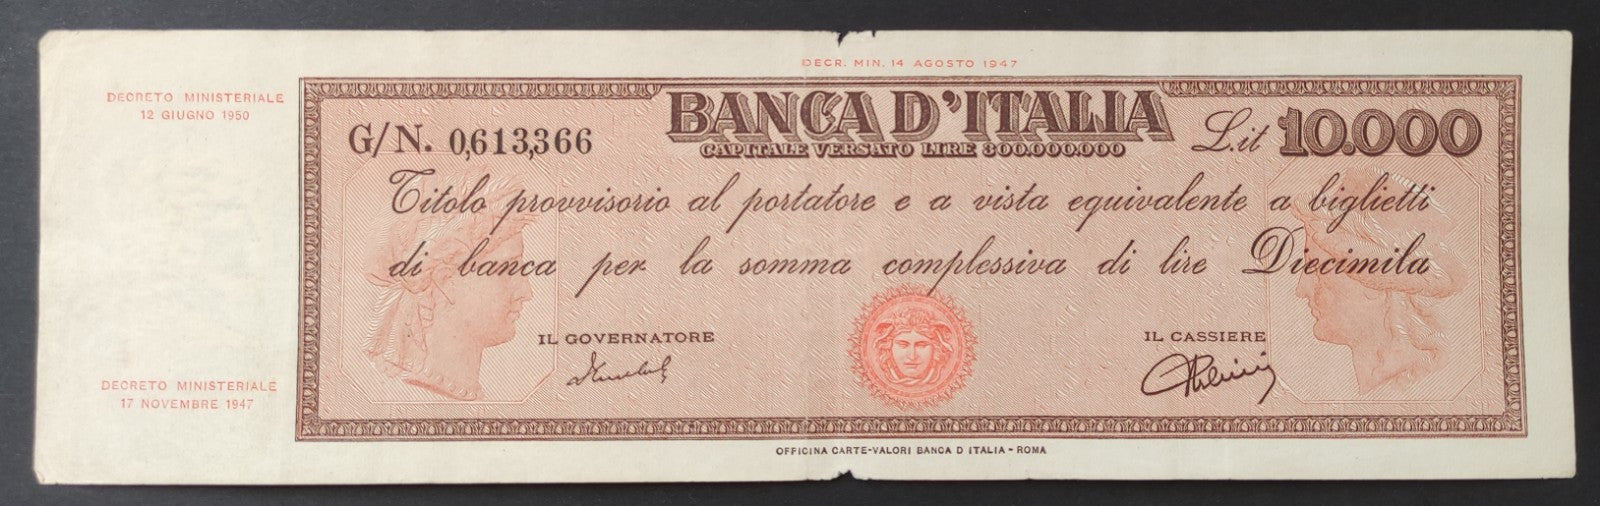 DECR. MIN. 14 AGOSTO 1947
DECRETO MINISTERIALE
12 GIUGNO 1950
BANCA D'ITALIA
G/N. 0,613,366
CAPITALE VERSATO LIRE 300.000.000
L.it 10.000
Titolo provvisorio al portatore e a vista equivalente a biglietti
di banca per la somma complessiva di lire Diecimila
IL GOVERNATORE
IL CASSIERE
DECRETO MINISTERIALE
17 NOVEMBRE 1947
OFFICINA CARTE-VALORI BANCA D ITALIA - ROMA